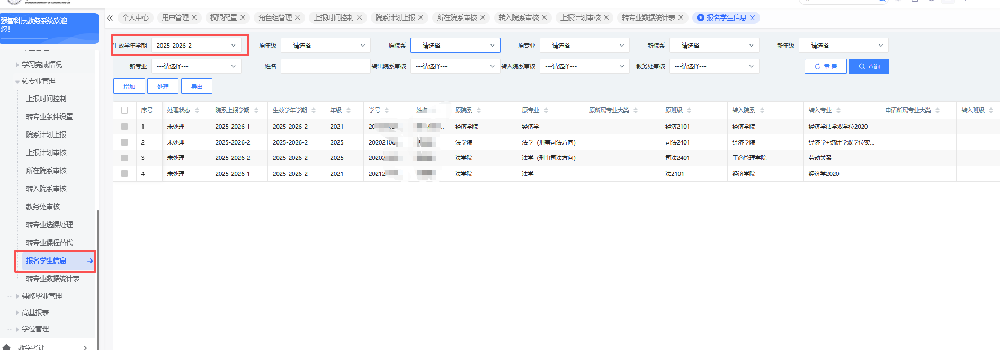 ZHONGNAN UNIVERSITY OF ECONOMICS AND LAW
强智科技教务系统欢迎
您!
个人中心 用户管理 权限配置 角色组管理 上报时间控制 院系计划上报 所在院系审核 转入院系审核 上报计划审核 转专业数据统计表 报名学生信息
学习完成情况
转专业管理
上报时间控制
转专业条件设置
院系计划上报
上报计划审核
所在院系审核
转入院系审核
教务处审核
转专业选课处理
转专业课程替代
报名学生信息
转专业数据统计表
辅修毕业管理
高基报表
学位管理
教学考评
生效学年学期 2025-2026-2 原年级 ---请选择--- 原院系 ---请选择--- 原专业 ---请选择--- 新院系 ---请选择--- 新年级 ---请选择---
新专业 ---请选择--- 姓名 转出院系审核 ---请选择--- 转入院系审核 ---请选择--- 教务处审核 ---请选择--- 重 置 查询
增加 处理 导出
序号 处理状态 院系上报学期 生效学年学期 年级 学号 姓名 原院系 原专业 原所属专业大类 原班级 转入院系 转入专业 申请所属专业大类 转入班级
1 未处理 2025-2026-1 2025-2026-2 2021 20 经济学院 经济学 经济2101 经济学院 经济学法学双学位2020
2 未处理 2025-2026-2 2025-2026-2 2025 2020210 法学院 法学（刑事司法方向） 司法2401 经济学院 经济学+统计学双学位实...
3 未处理 2025-2026-2 2025-2026-2 2025 2020 法学院 法学（刑事司法方向） 司法2401 工商管理学院 劳动关系
4 未处理 2025-2026-1 2025-2026-2 2021 20212 法学院 法学 法2101 经济学院 经济学2020